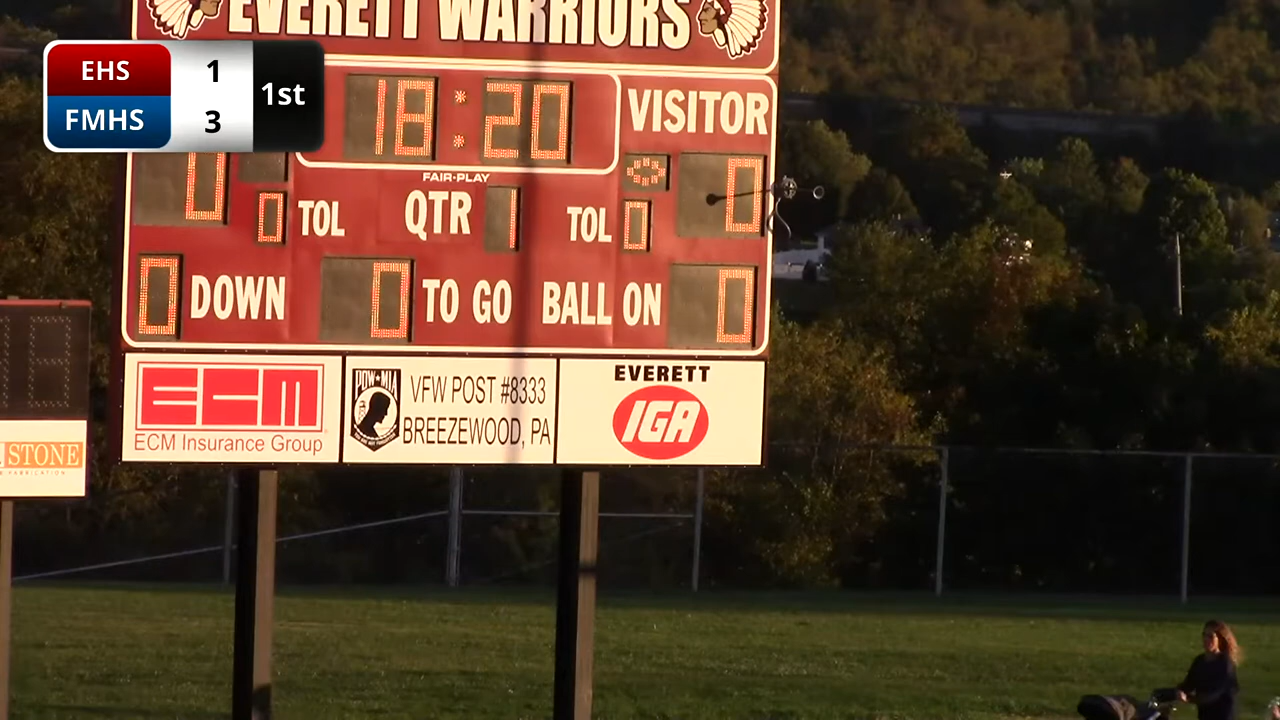 EVERETT WARRIORS
EHS 1
FMHS 3
1st
18:20
VISITOR
FAIR-PLAY
0 0 TOL QTR 1 TOL 0 0
0 DOWN 0 TO GO BALL ON 0
ECM
ECM Insurance Group
POW★MIA
VFW POST #8333
BREEZEWOOD, PA
EVERETT
IGA
STONE